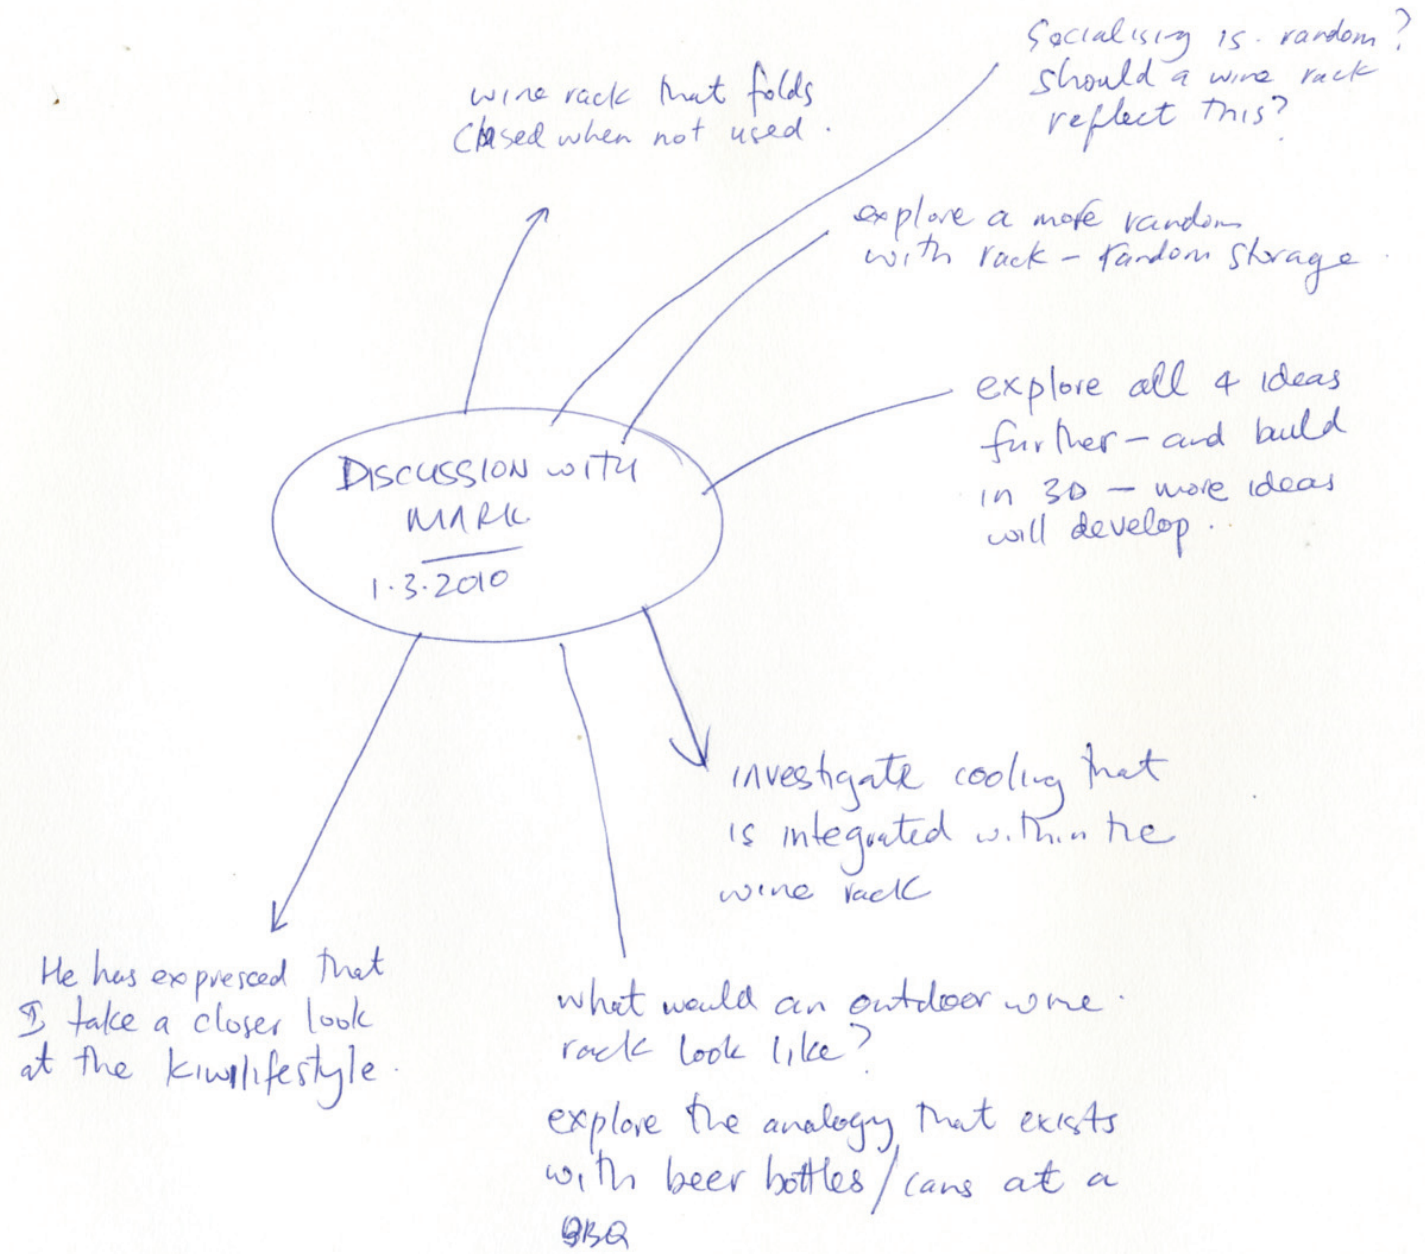 Socialising is random?
should a wine rack
reflect this?
wine rack that folds
closed when not used.
explore a more random
with rack - random storage.
explore all 4 ideas
further - and build
in 3D - more ideas
will develop.
DISCUSSION WITH
MARK
1.3.2010
investigate cooling that
is integrated within the
wine rack
He has expressed that
I take a closer look
at the kiwilifestyle.
what would an outdoor wine
rack look like?
explore the analogy that exists
with beer bottles/cans at a
BBQ